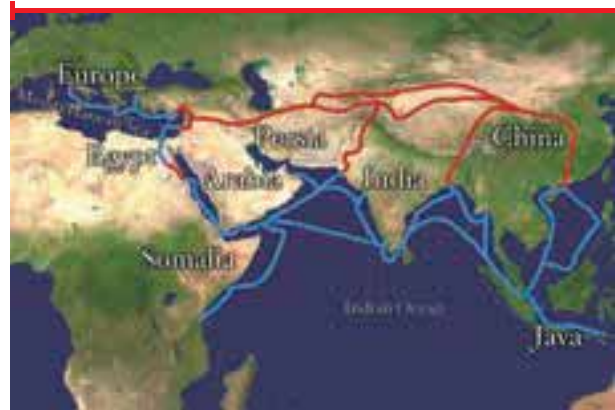 Europe
Persia
China
Egypt
Arabia
India
Somalia
Indian Ocean
Java